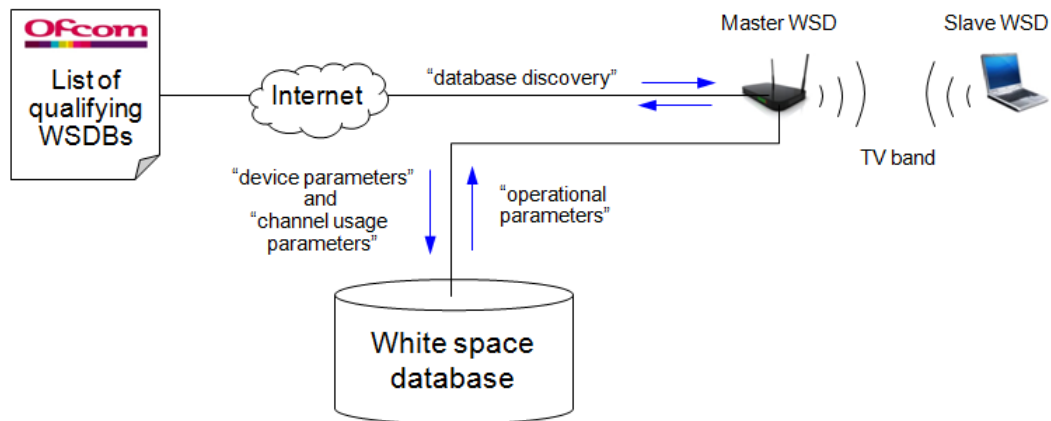 Ofcom
List of
qualifying
WSDBs
Internet
“database discovery”
Master WSD
Slave WSD
TV band
“device parameters”
and
“channel usage
parameters”
“operational
parameters”
White space
database